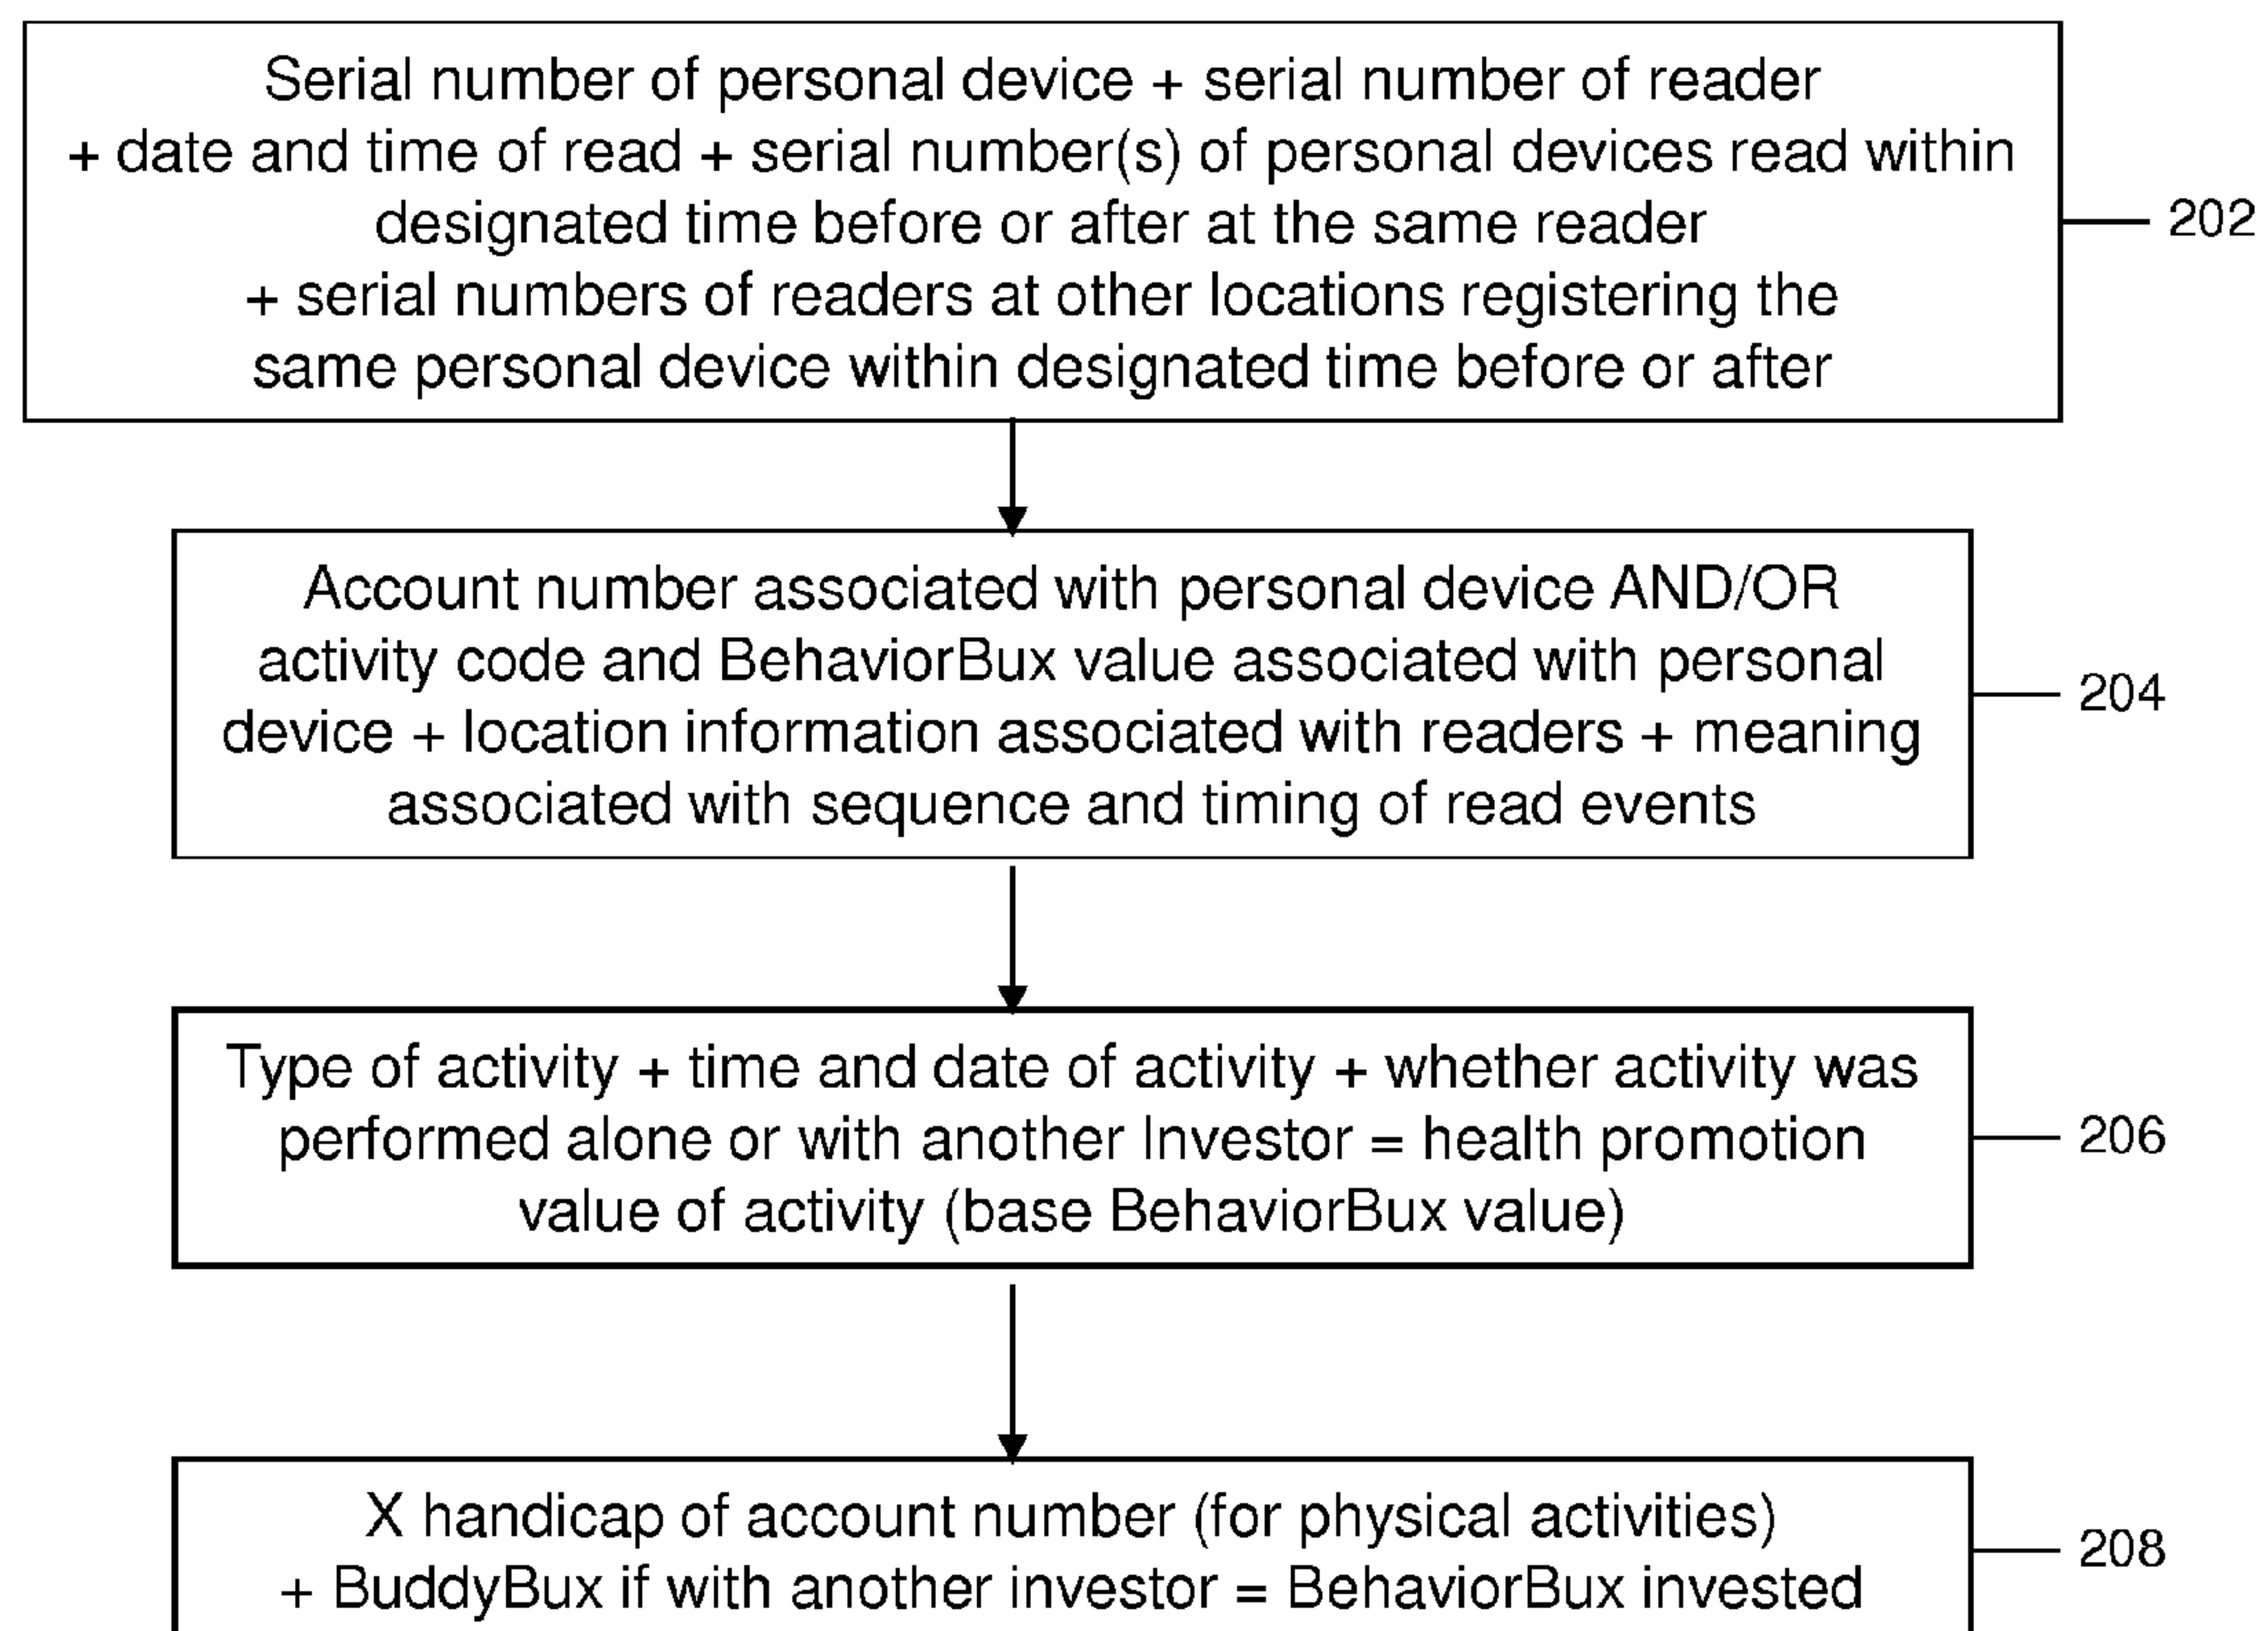 Serial number of personal device + serial number of reader
+ date and time of read + serial number(s) of personal devices read within
designated time before or after at the same reader
+ serial numbers of readers at other locations registering the
same personal device within designated time before or after
202
Account number associated with personal device AND/OR
activity code and BehaviorBux value associated with personal
device + location information associated with readers + meaning
associated with sequence and timing of read events
204
Type of activity + time and date of activity + whether activity was
performed alone or with another Investor = health promotion
value of activity (base BehaviorBux value)
206
X handicap of account number (for physical activities)
+ BuddyBux if with another investor = BehaviorBux invested
208